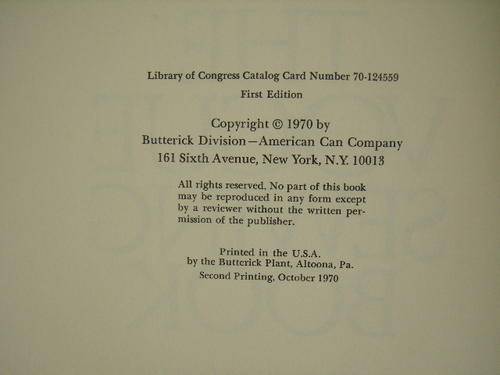 Library of Congress Catalog Card Number 70-124559
First Edition
Copyright © 1970 by
Butterick Division—American Can Company
161 Sixth Avenue, New York, N.Y. 10013
All rights reserved. No part of this book
may be reproduced in any form except
by a reviewer without the written per-
mission of the publisher.
Printed in the U.S.A.
by the Butterick Plant, Altoona, Pa.
Second Printing, October 1970